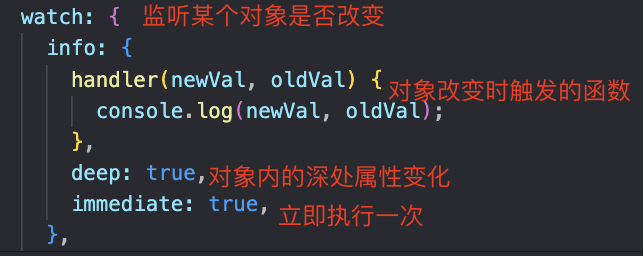 watch: { 监听某个对象是否改变
info: {
handler(newVal, oldVal) { 对象改变时触发的函数
console.log(newVal, oldVal);
},
deep: true, 对象内的深处属性变化
immediate: true, 立即执行一次
},